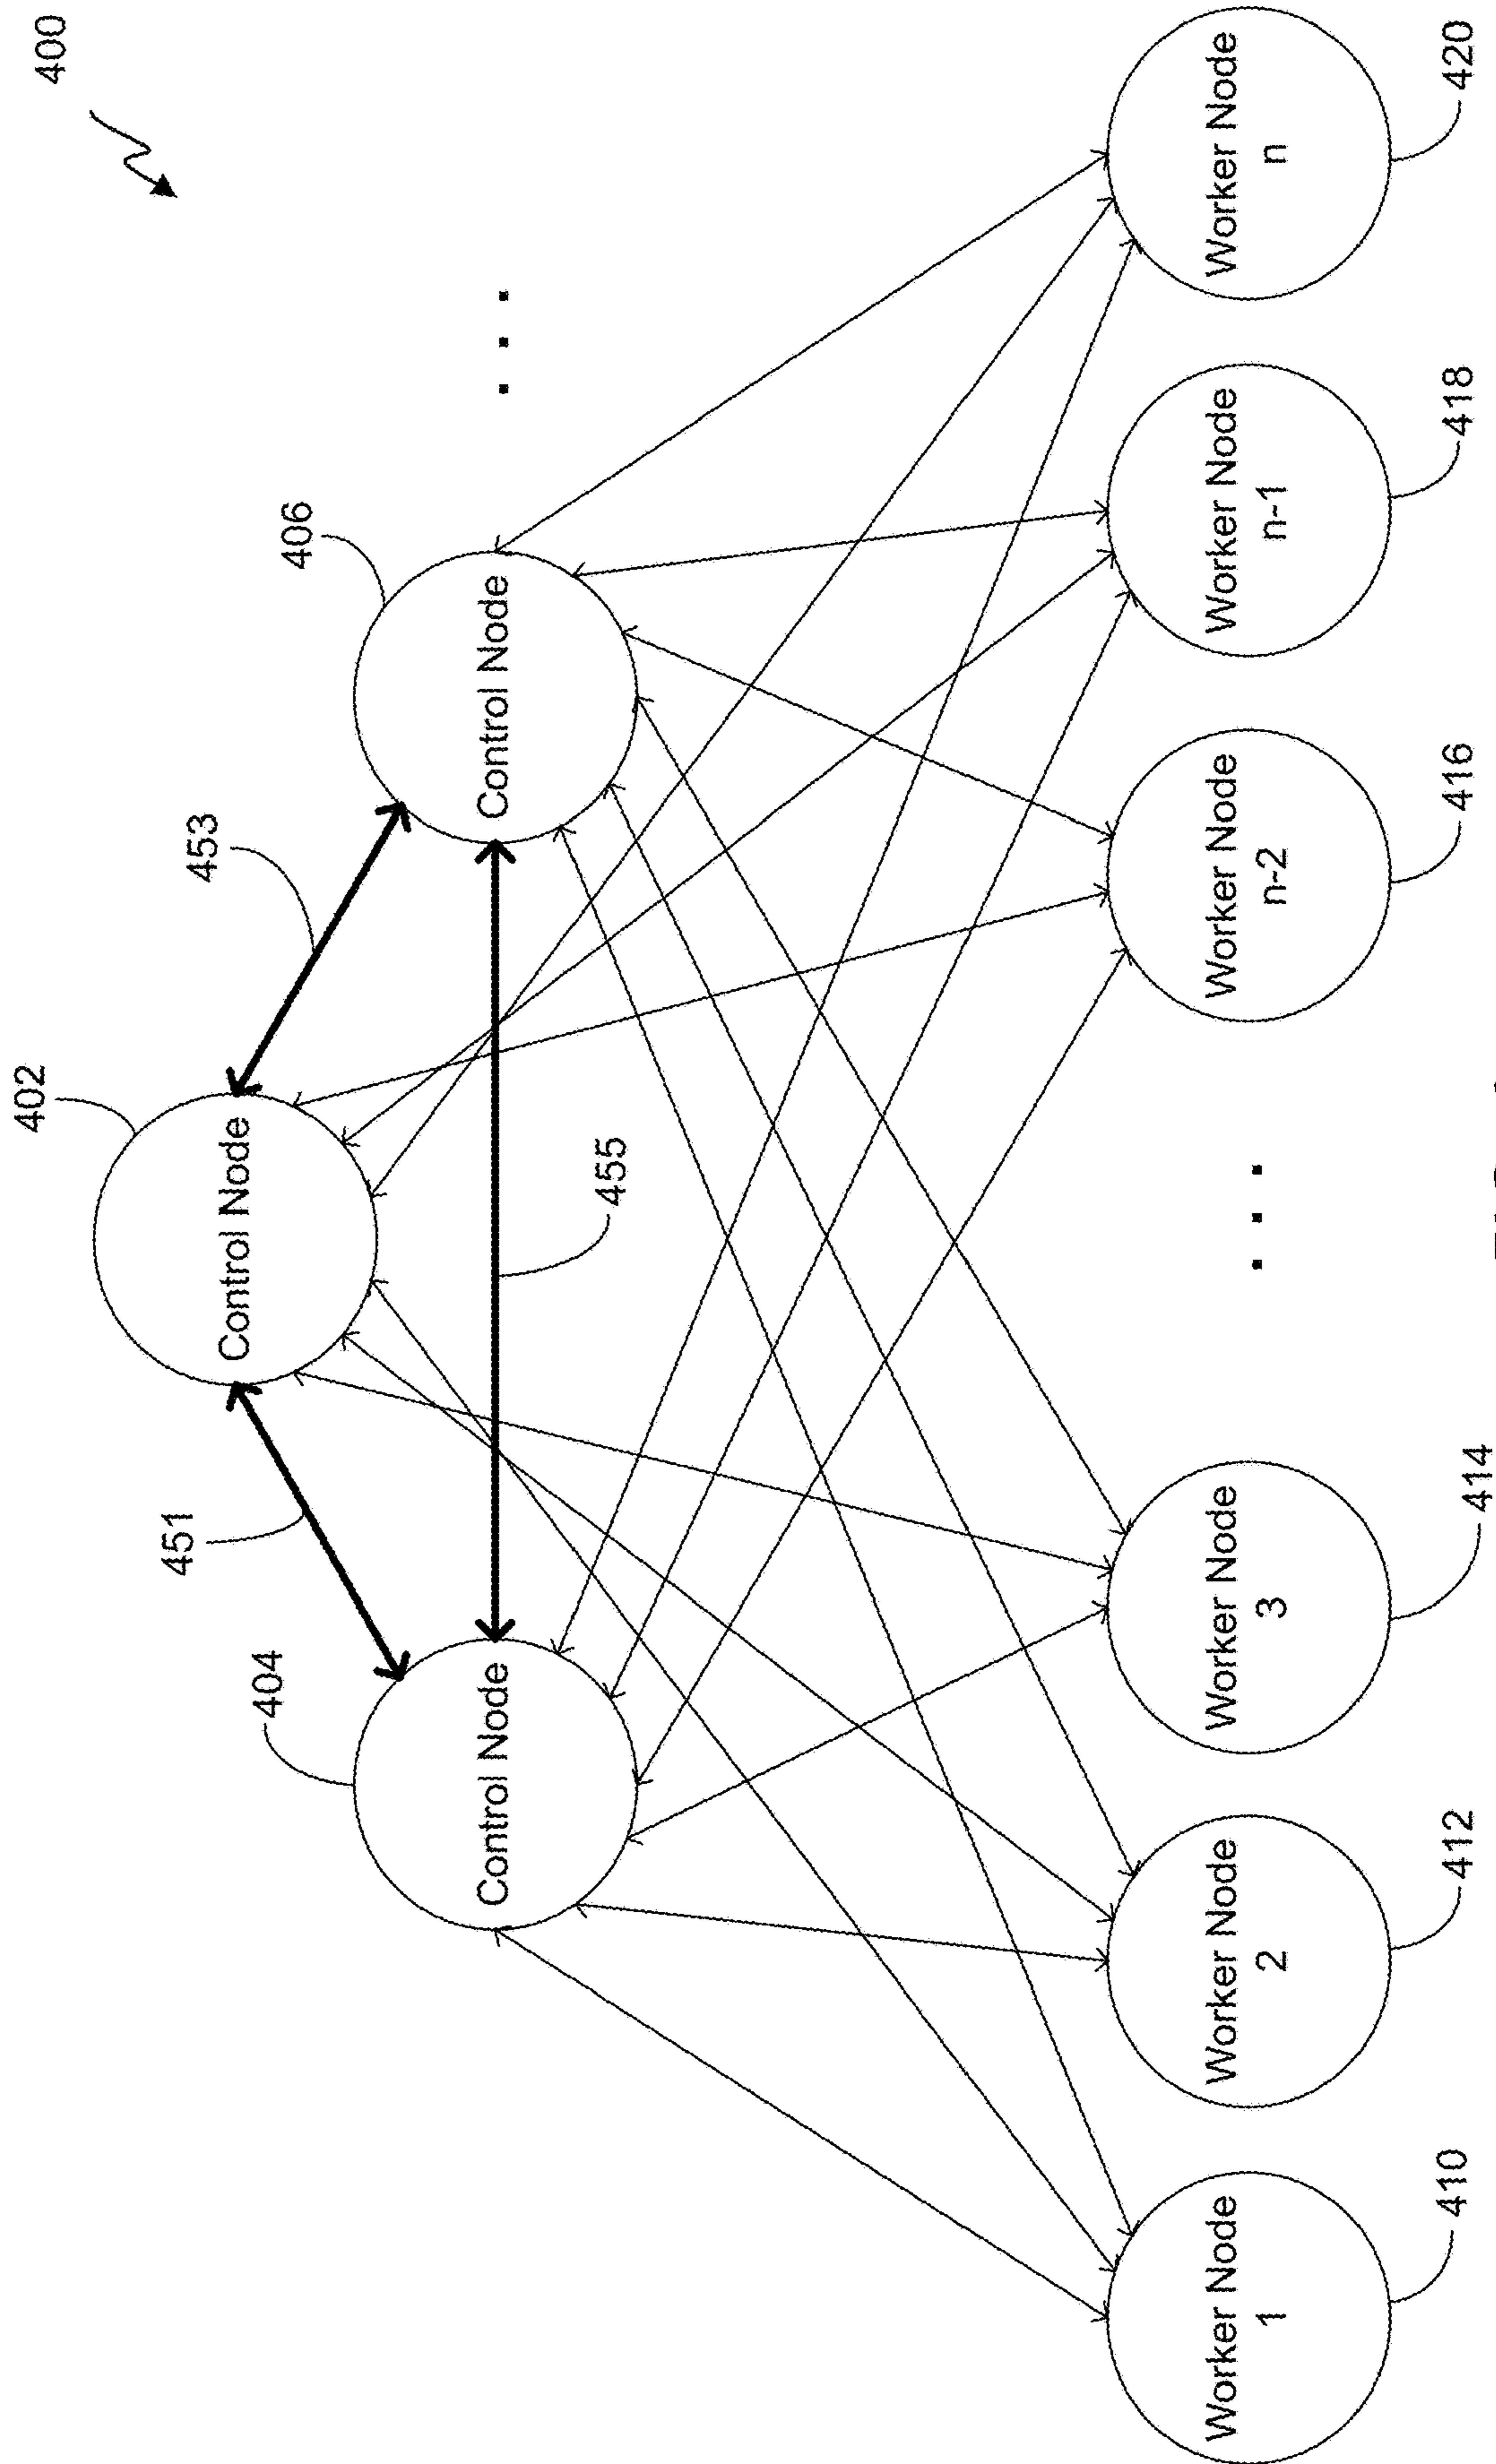 400
402
Control Node
451
453
404
Control Node
406
Control Node
455
Worker Node
1
Worker Node
2
Worker Node
3
. . .
. . .
Worker Node
n-2
Worker Node
n-1
Worker Node
n
410
412
414
416
418
420